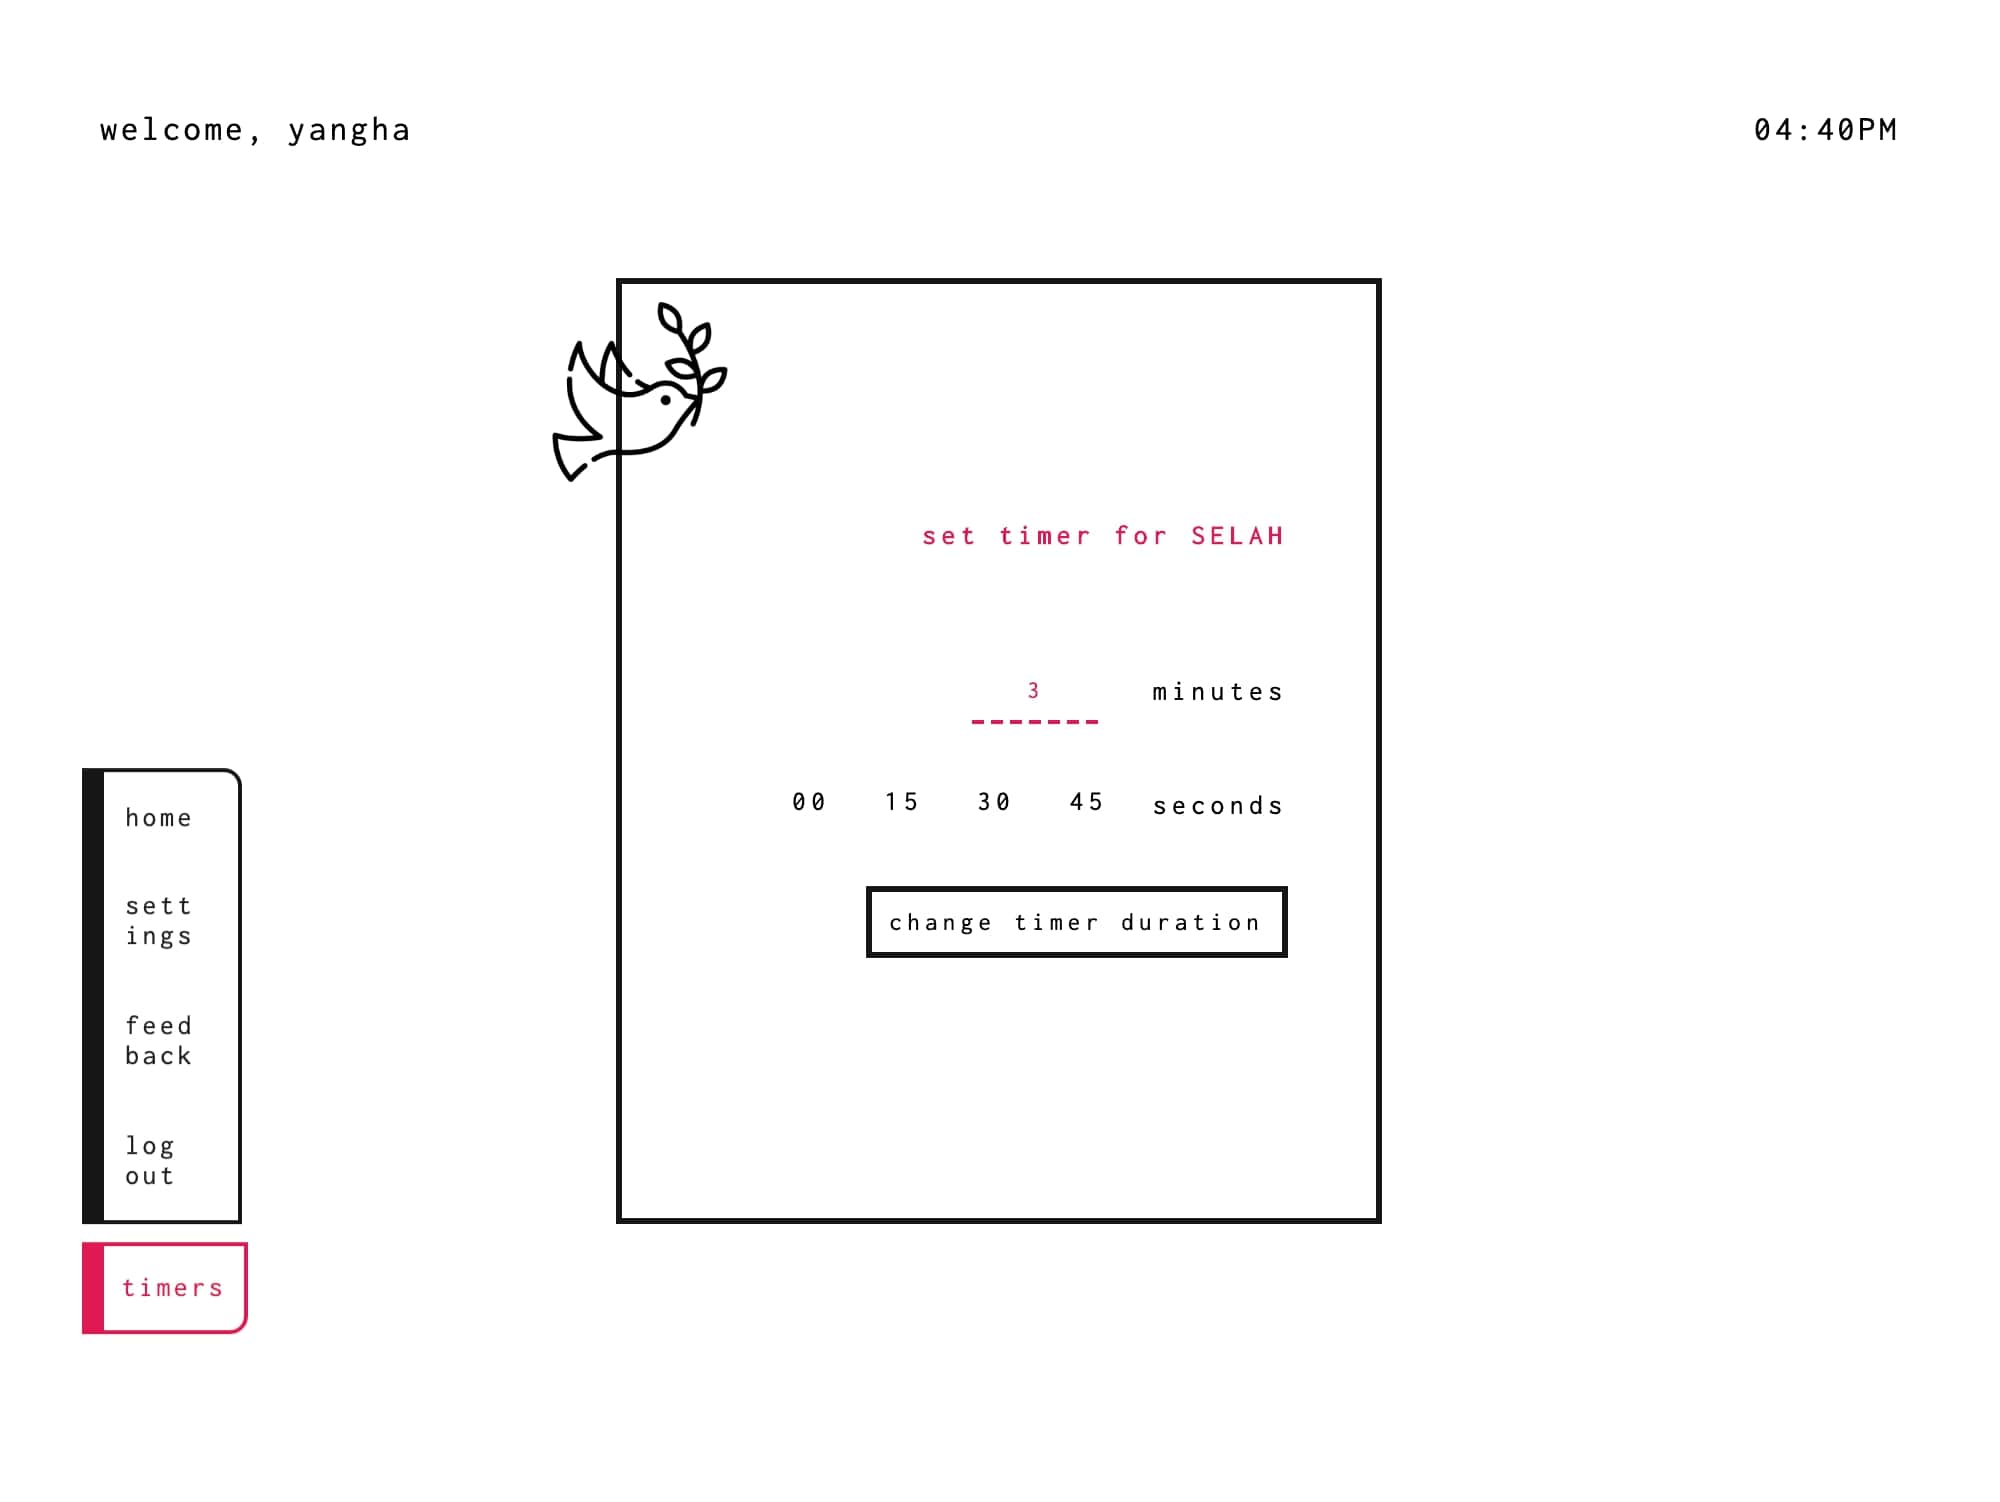 welcome, yangha
04:40PM
set timer for SELAH
3 minutes
00 15 30 45 seconds
change timer duration
home
sett
ings
feed
back
log
out
timers